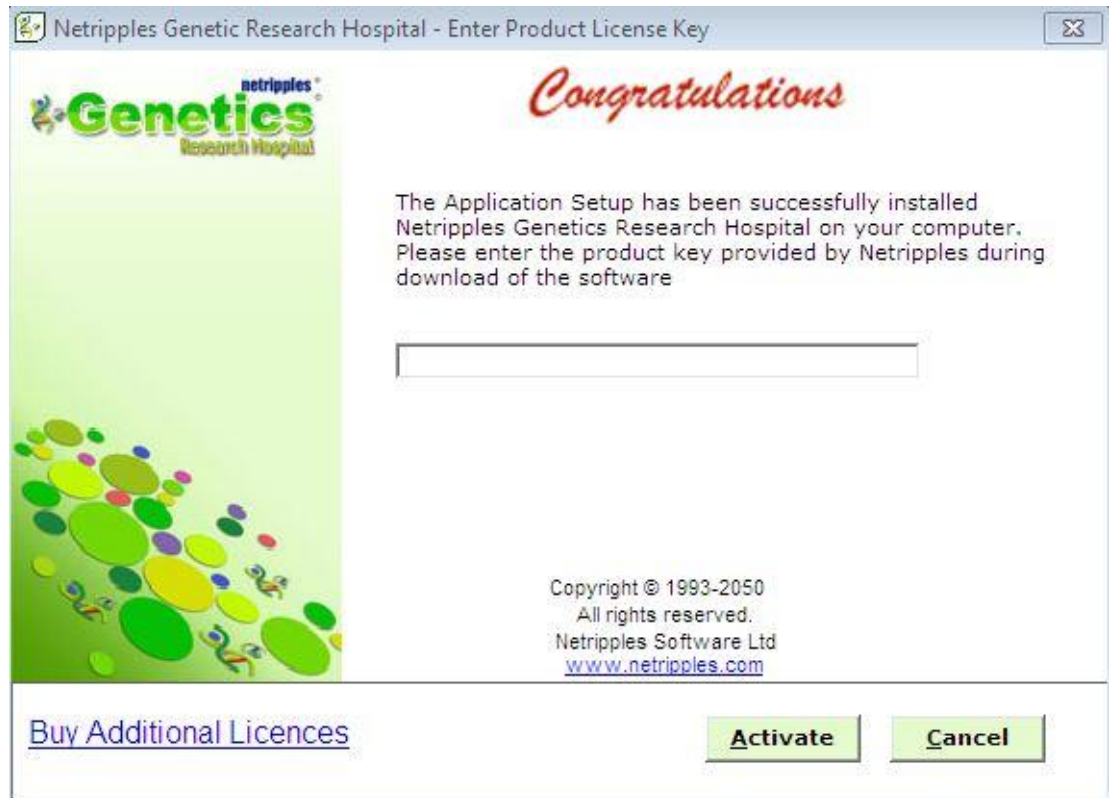 Netripples Genetic Research Hospital - Enter Product License Key
netripples
Genetics
Research Hospital
Congratulations
The Application Setup has been successfully installed
Netripples Genetics Research Hospital on your computer.
Please enter the product key provided by Netripples during
download of the software
Copyright © 1993-2050
All rights reserved.
Netripples Software Ltd
www.netripples.com
Buy Additional Licences
Activate
Cancel